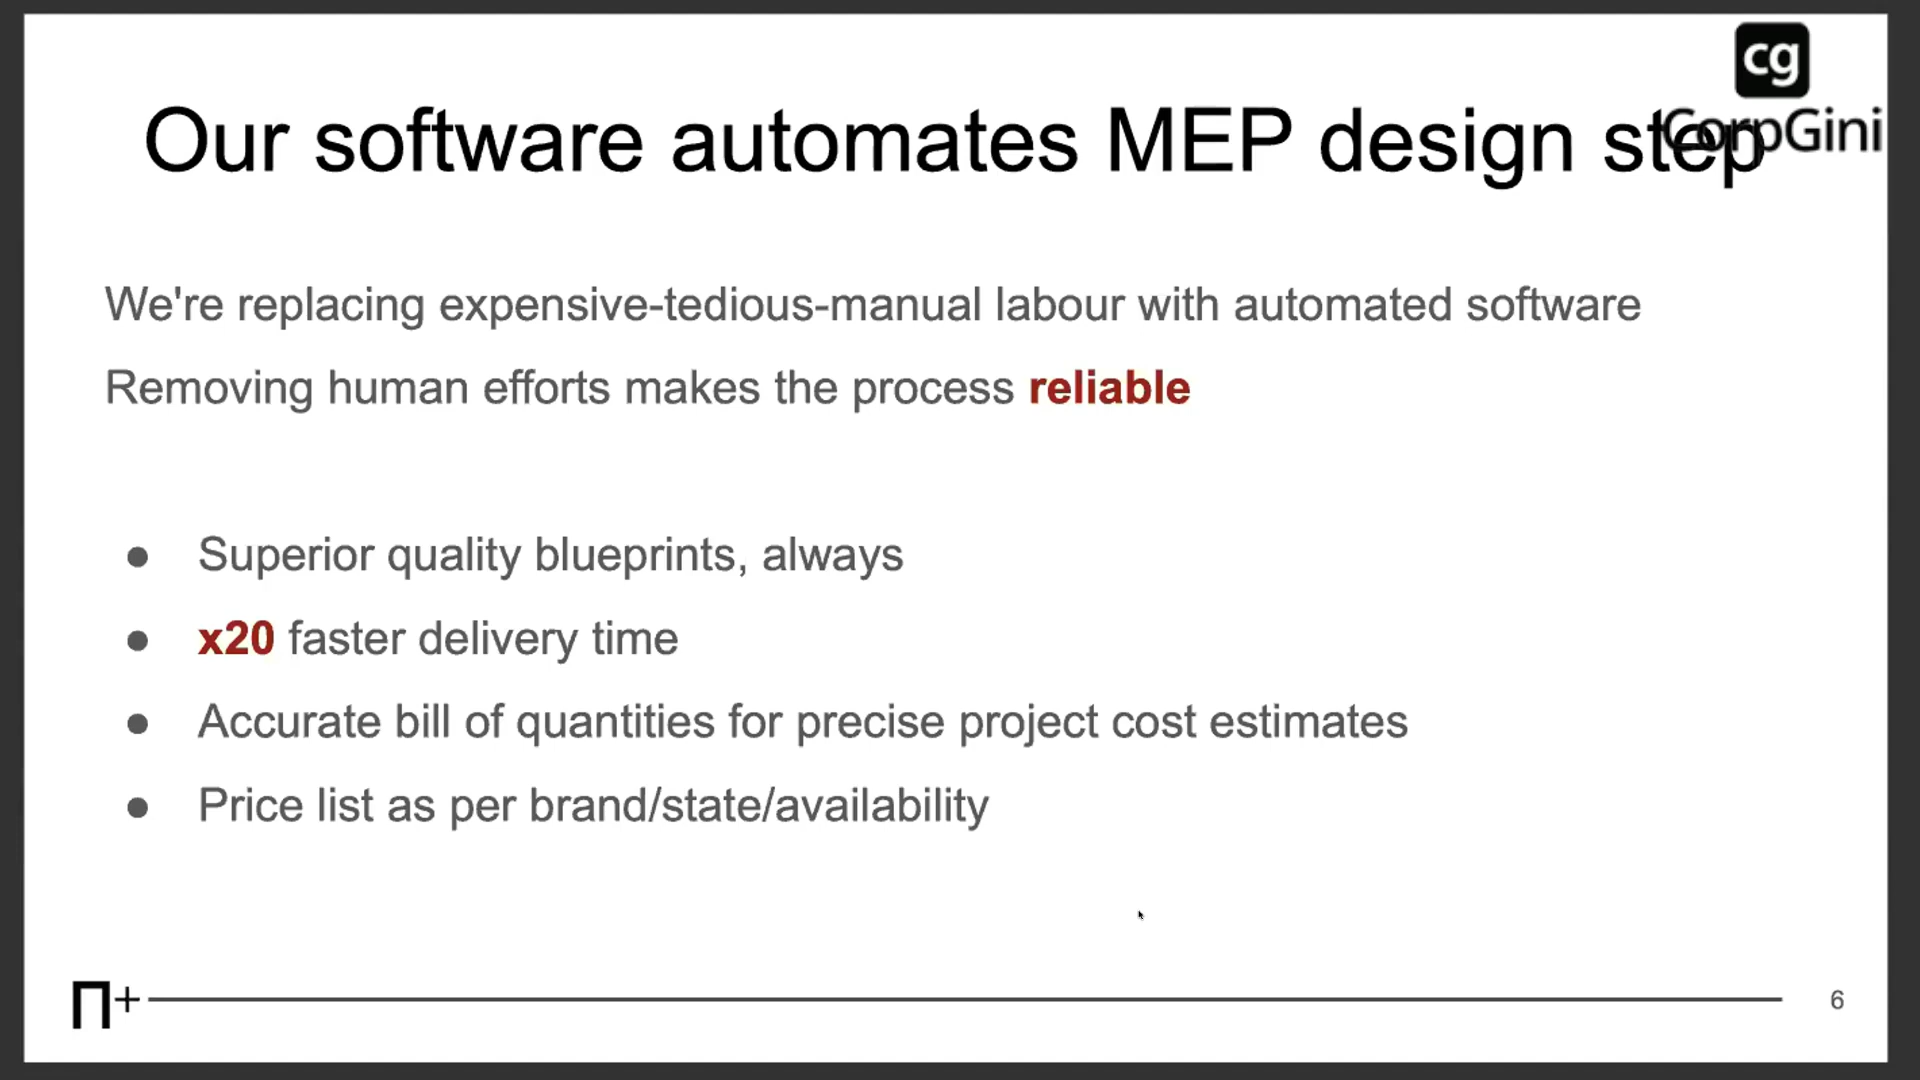 cg
CorpGini
Our software automates MEP design step
We're replacing expensive-tedious-manual labour with automated software
Removing human efforts makes the process reliable
● Superior quality blueprints, always
● x20 faster delivery time
● Accurate bill of quantities for precise project cost estimates
● Price list as per brand/state/availability
Π+
6